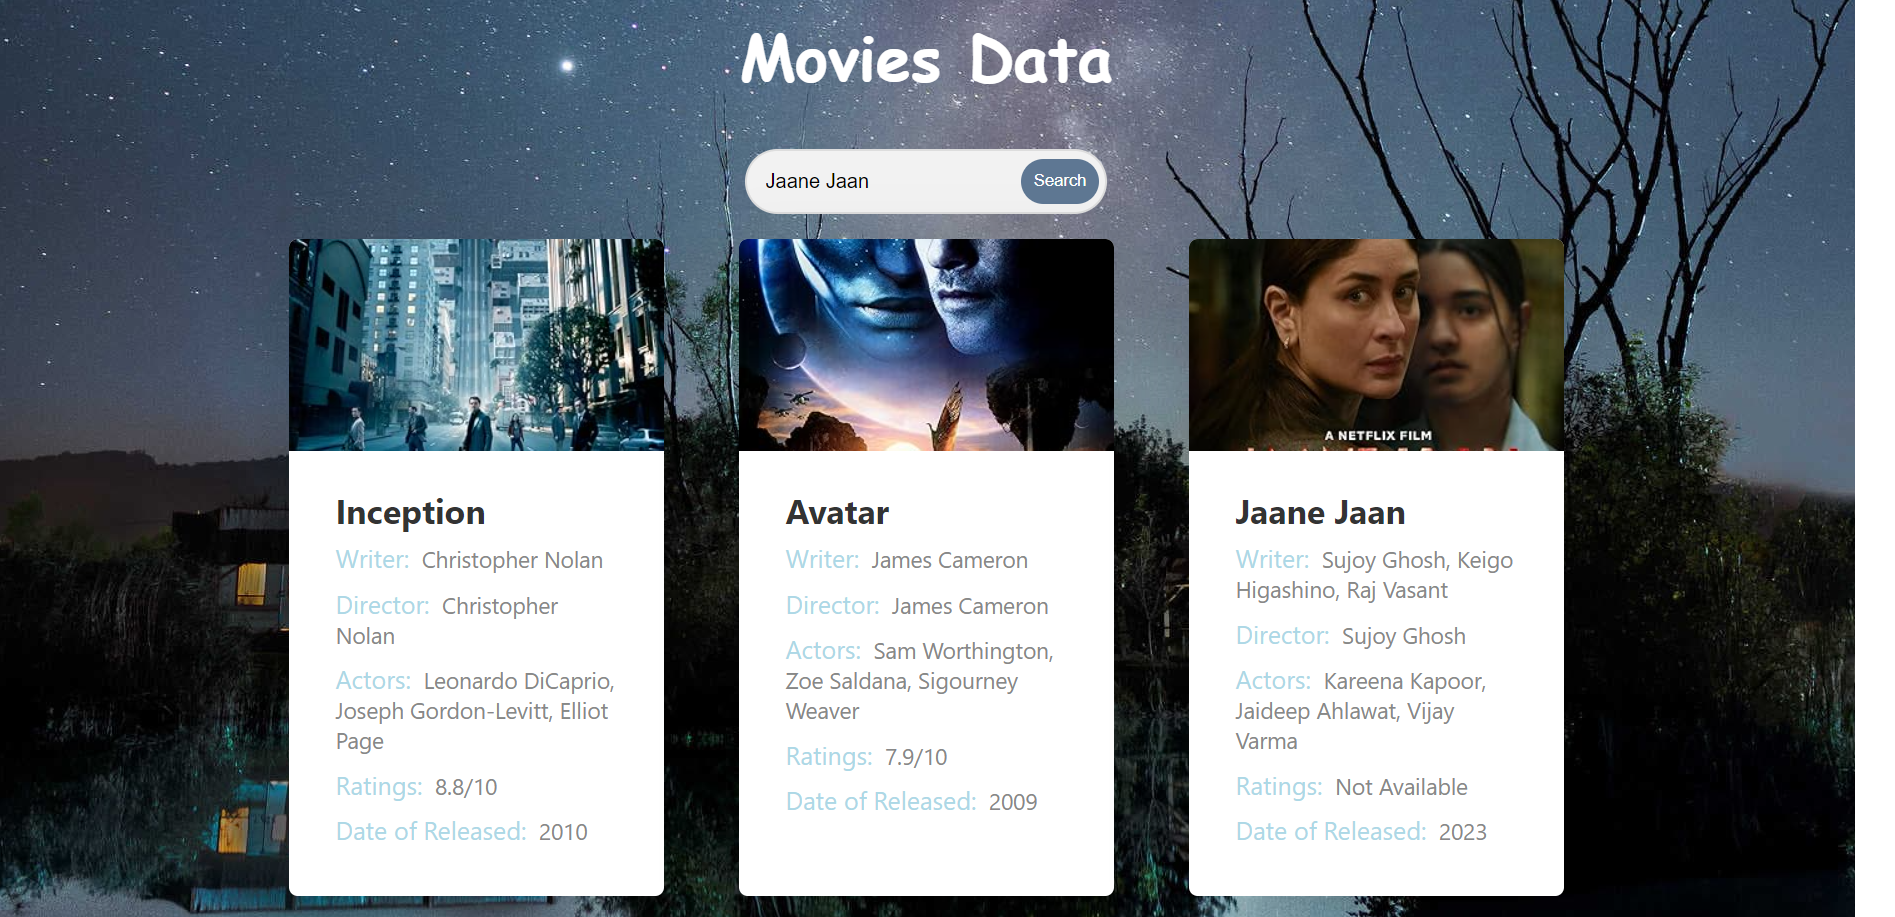 Movies Data
Jaane Jaan
Search
A NETFLIX FILM
Inception
Writer: Christopher Nolan
Director: Christopher
Nolan
Actors: Leonardo DiCaprio,
Joseph Gordon-Levitt, Elliot
Page
Ratings: 8.8/10
Date of Released: 2010
Avatar
Writer: James Cameron
Director: James Cameron
Actors: Sam Worthington,
Zoe Saldana, Sigourney
Weaver
Ratings: 7.9/10
Date of Released: 2009
Jaane Jaan
Writer: Sujoy Ghosh, Keigo
Higashino, Raj Vasant
Director: Sujoy Ghosh
Actors: Kareena Kapoor,
Jaideep Ahlawat, Vijay
Varma
Ratings: Not Available
Date of Released: 2023